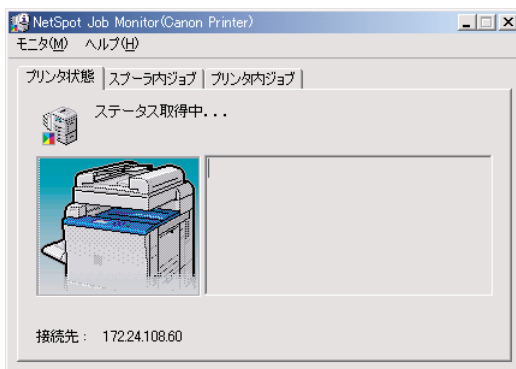 NetSpot Job Monitor(Canon Printer)
モニタ(M) ヘルプ(H)
プリンタ状態 スプーラ内ジョブ プリンタ内ジョブ
ステータス取得中...
接続先: 172.24.108.60